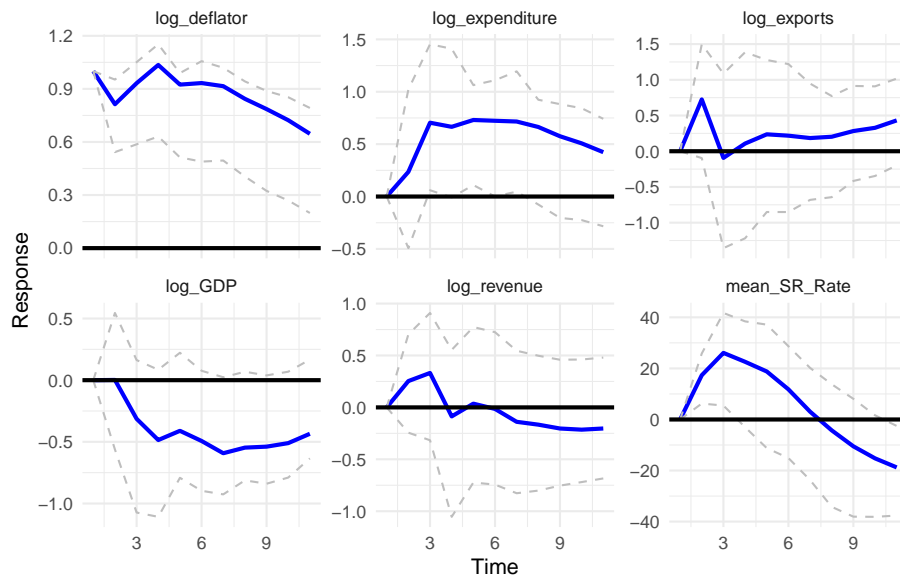 log_deflator
log_expenditure
log_exports
1.2
0.9
0.6
0.3
0.0
1.5
1.0
0.5
0.0
−0.5
1.5
1.0
0.5
0.0
−0.5
−1.0
Response
log_GDP
log_revenue
mean_SR_Rate
0.5
0.0
−0.5
−1.0
1.0
0.5
0.0
−0.5
−1.0
40
20
0
−20
−40
3 6 9
3 6 9
3 6 9
Time